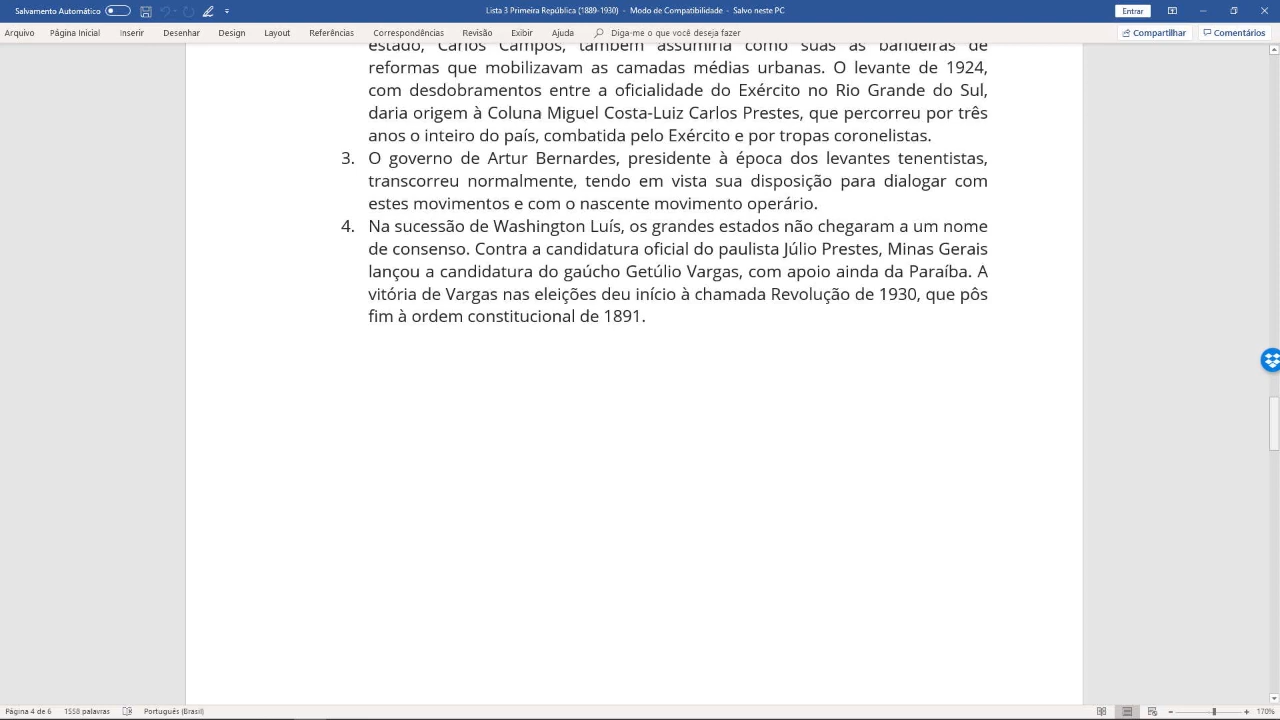 Salvamento Automático
Lista 3 Primeira República (1889-1930) - Modo de Compatibilidade - Salvo neste PC
Entrar
Arquivo Página Inicial Inserir Desenhar Design Layout Referências Correspondências Revisão Exibir Ajuda Diga-me o que você deseja fazer Compartilhar Comentários
estado, Carlos Campos, também assumiria como suas as bandeiras de
reformas que mobilizavam as camadas médias urbanas. O levante de 1924,
com desdobramentos entre a oficialidade do Exército no Rio Grande do Sul,
daria origem à Coluna Miguel Costa-Luiz Carlos Prestes, que percorreu por três
anos o inteiro do país, combatida pelo Exército e por tropas coronelistas.
3. O governo de Artur Bernardes, presidente à época dos levantes tenentistas,
transcorreu normalmente, tendo em vista sua disposição para dialogar com
estes movimentos e com o nascente movimento operário.
4. Na sucessão de Washington Luís, os grandes estados não chegaram a um nome
de consenso. Contra a candidatura oficial do paulista Júlio Prestes, Minas Gerais
lançou a candidatura do gaúcho Getúlio Vargas, com apoio ainda da Paraíba. A
vitória de Vargas nas eleições deu início à chamada Revolução de 1930, que pôs
fim à ordem constitucional de 1891.
Página 4 de 6 1558 palavras Português (Brasil) 170%